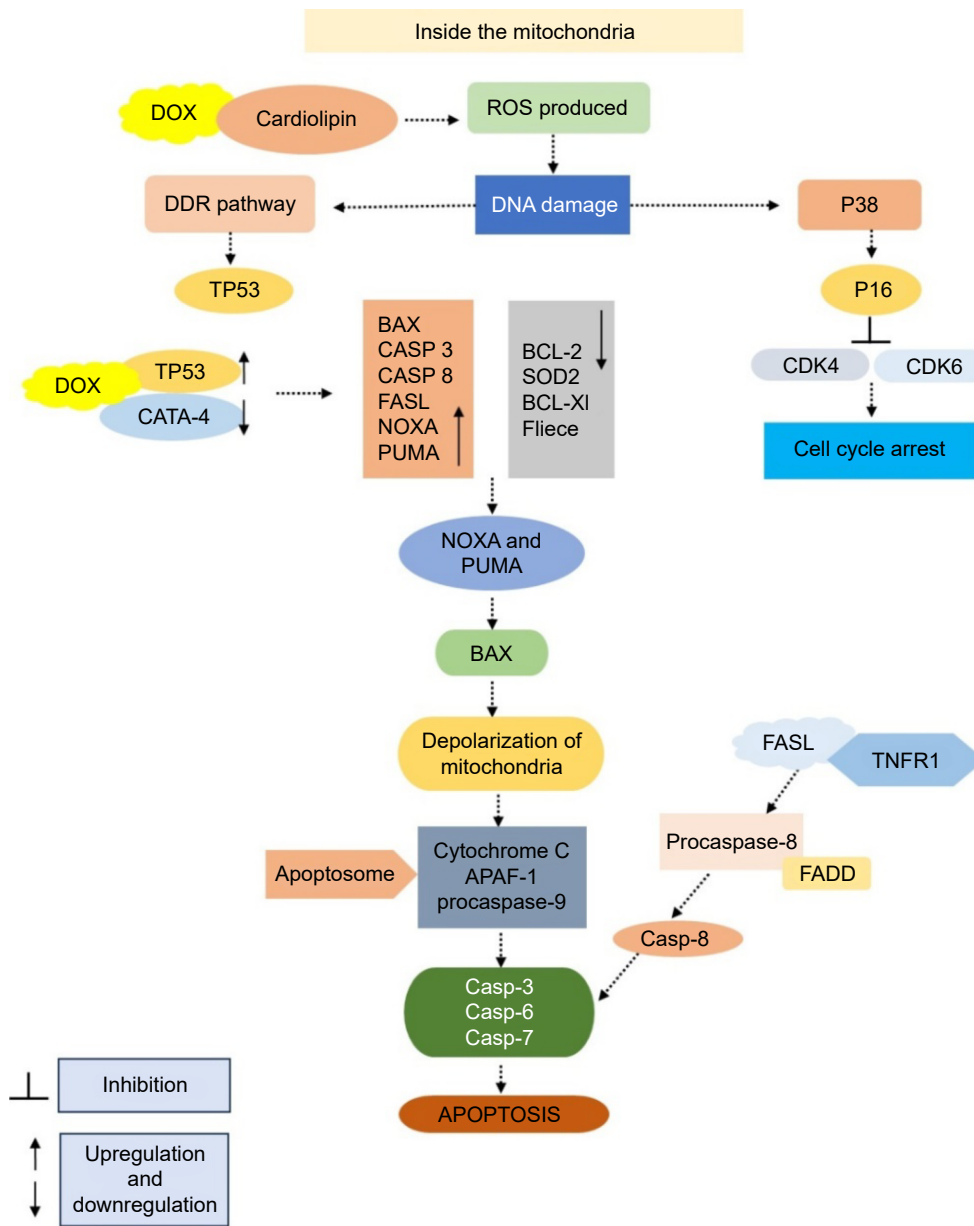 Inside the mitochondria
DOX
Cardiolipin
ROS produced
DDR pathway
DNA damage
P38
TP53
P16
BAX
CASP 3
CASP 8
FASL
NOXA
PUMA
BCL-2
SOD2
BCL-XI
Fliece
CDK4
CDK6
DOX
TP53
CATA-4
Cell cycle arrest
NOXA and
PUMA
BAX
Depolarization of
mitochondria
FASL
TNFR1
Apoptosome
Cytochrome C
APAF-1
procaspase-9
Procaspase-8
FADD
Casp-8
Casp-3
Casp-6
Casp-7
APOPTOSIS
Inhibition
Upregulation
and
downregulation